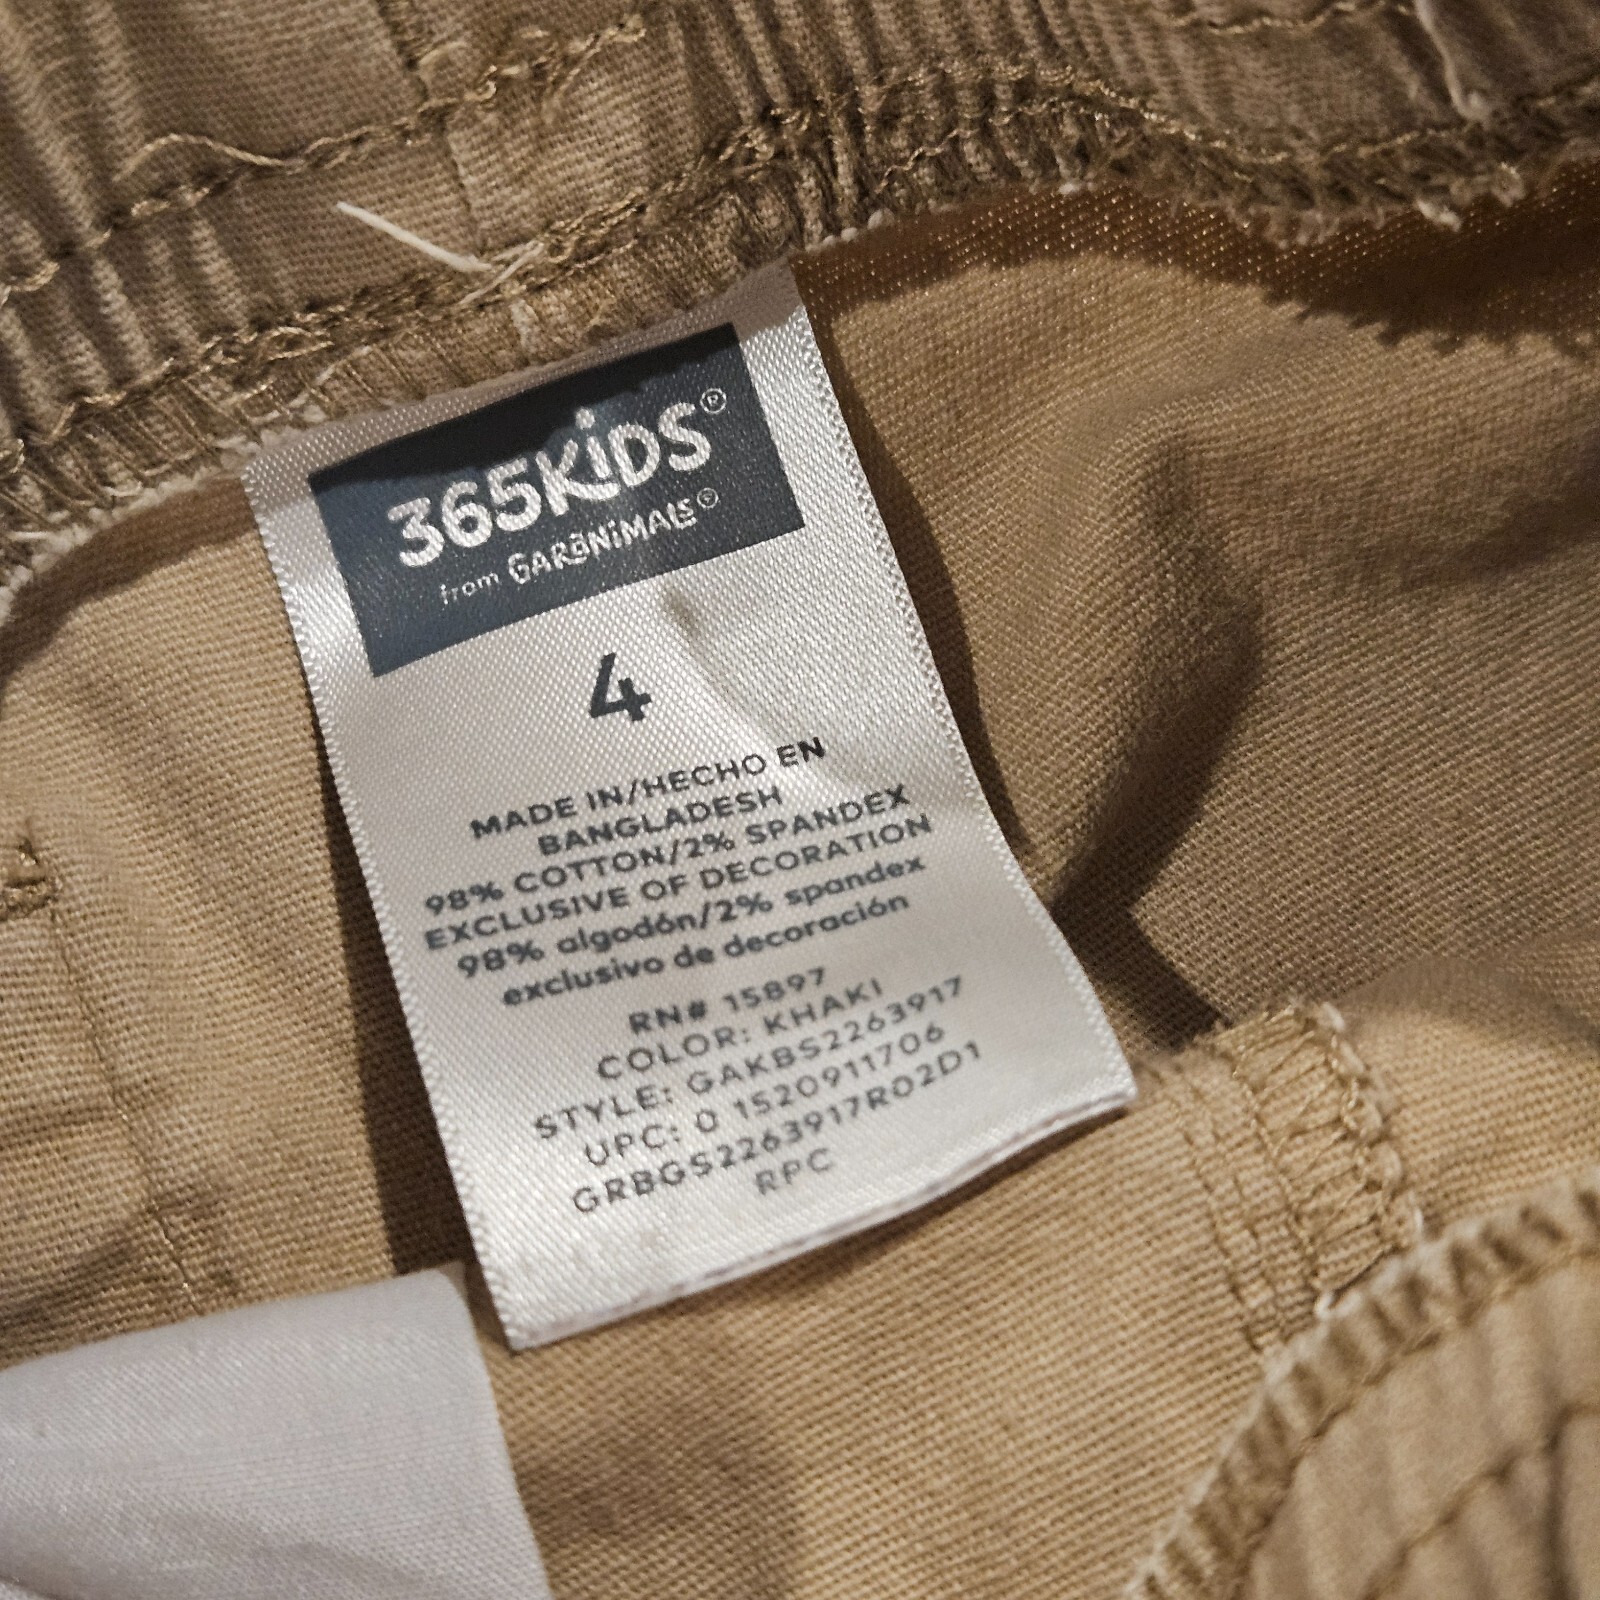 365KiDS®
from GARANiMALS®
4
MADE IN/HECHO EN
BANGLADESH
98% COTTON/2% SPANDEX
EXCLUSIVE OF DECORATION
98% algodón/2% spandex
exclusivo de decoración
RN# 15897
COLOR: KHAKI
STYLE: GAKBS2263917
UPC: 0 1520911706
GRBGS2263917R02D1
RPC